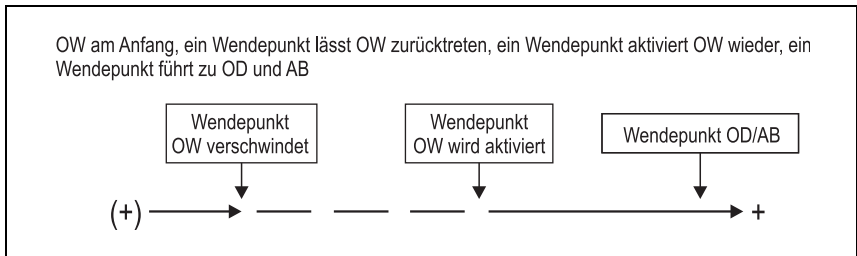 OW am Anfang, ein Wendepunkt lässt OW zurücktreten, ein Wendepunkt aktiviert OW wieder, ein
Wendepunkt führt zu OD und AB
Wendepunkt
OW verschwindet
Wendepunkt
OW wird aktiviert
Wendepunkt OD/AB
(+)
+